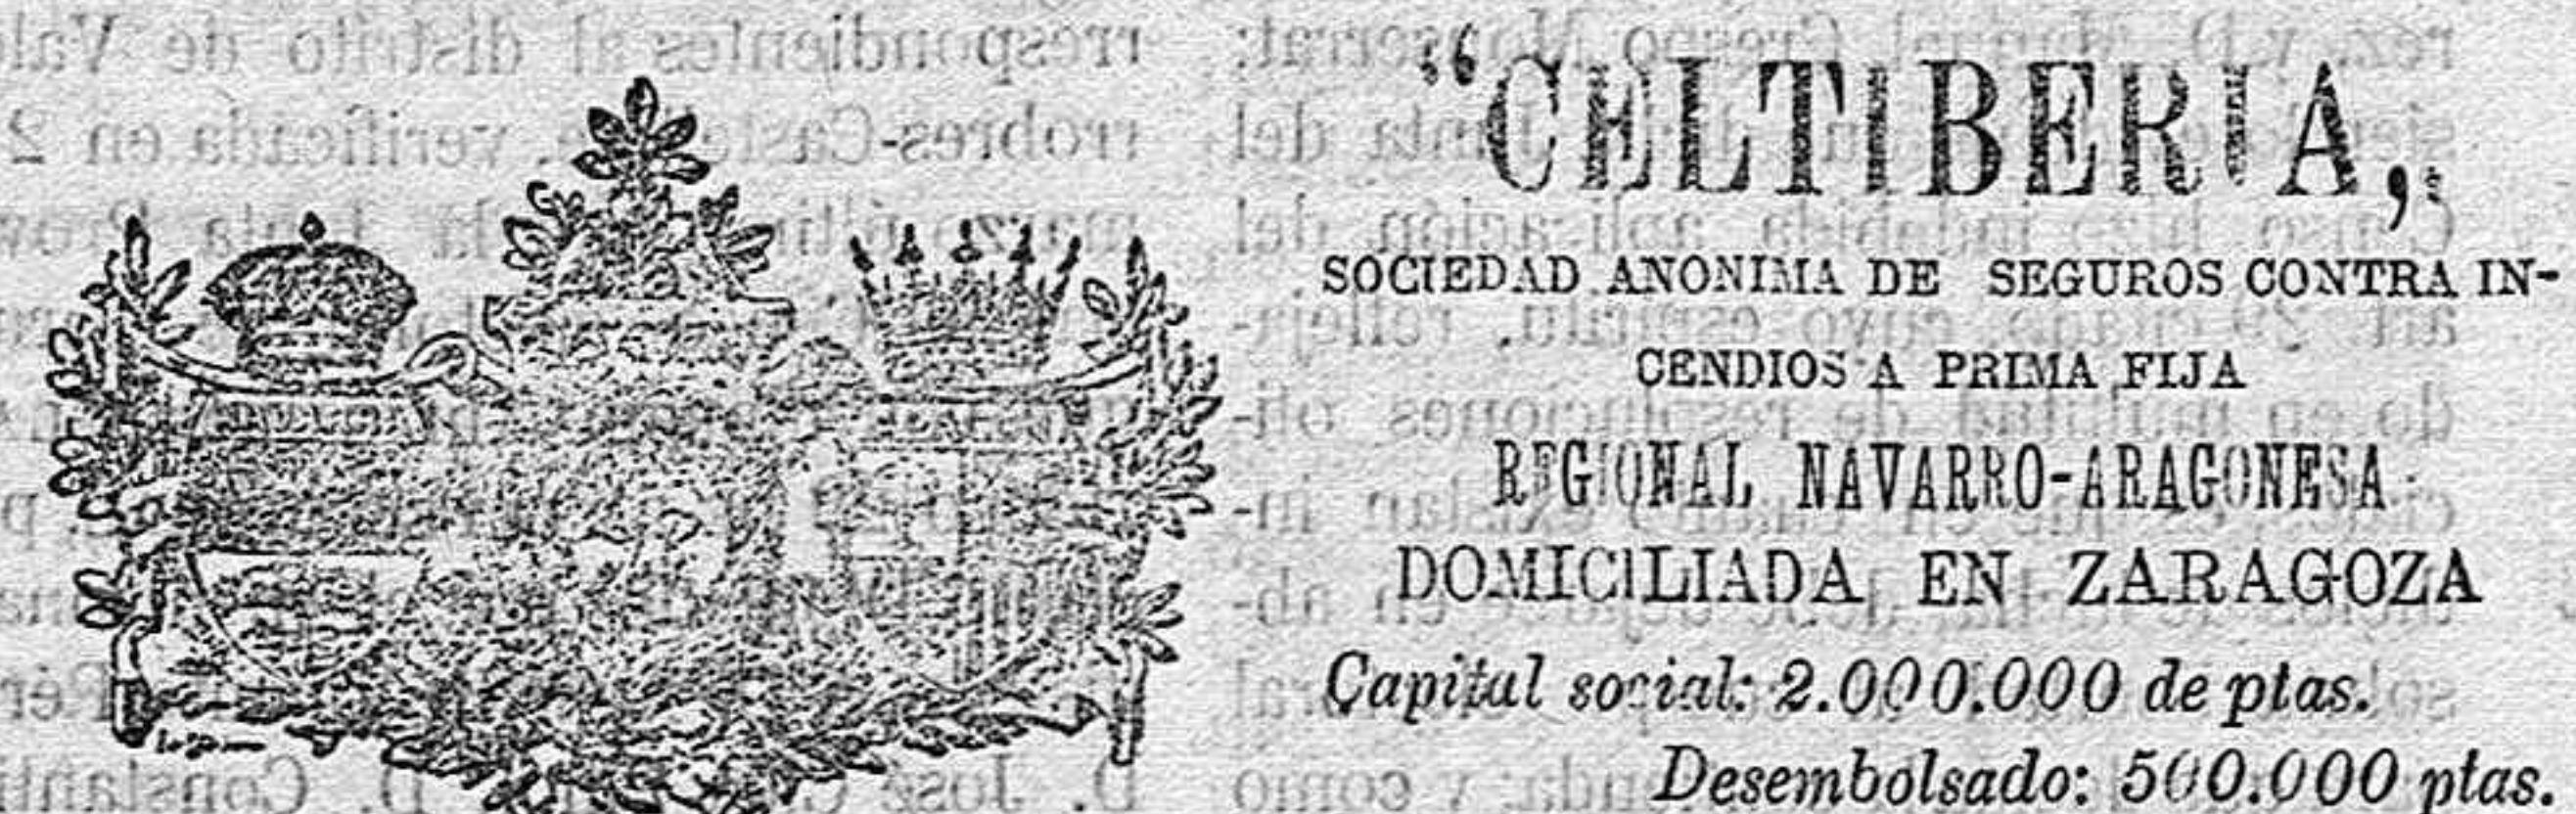 “CELTIBERIA„
SOCIEDAD ANONIMA DE SEGUROS CONTRA IN-
CENDIOS A PRIMA FIJA
REGIONAL NAVARRO-ARAGONESA
DOMICILIADA EN ZARAGOZA
Capital social: 2.000.000 de ptas.
Desembolsado: 500.000 ptas.